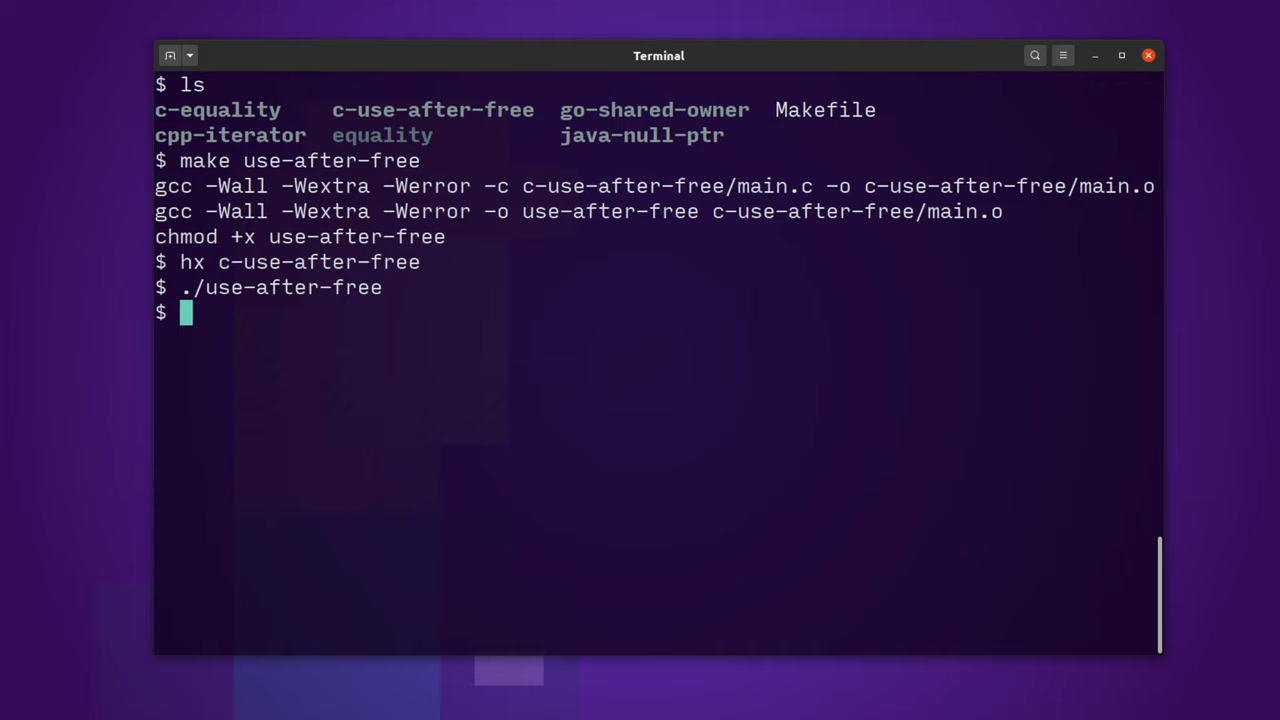 Terminal
$ ls
c-equality c-use-after-free go-shared-owner Makefile
cpp-iterator equality java-null-ptr
$ make use-after-free
gcc -Wall -Wextra -Werror -c c-use-after-free/main.c -o c-use-after-free/main.o
gcc -Wall -Wextra -Werror -o use-after-free c-use-after-free/main.o
chmod +x use-after-free
$ hx c-use-after-free
$ ./use-after-free
$